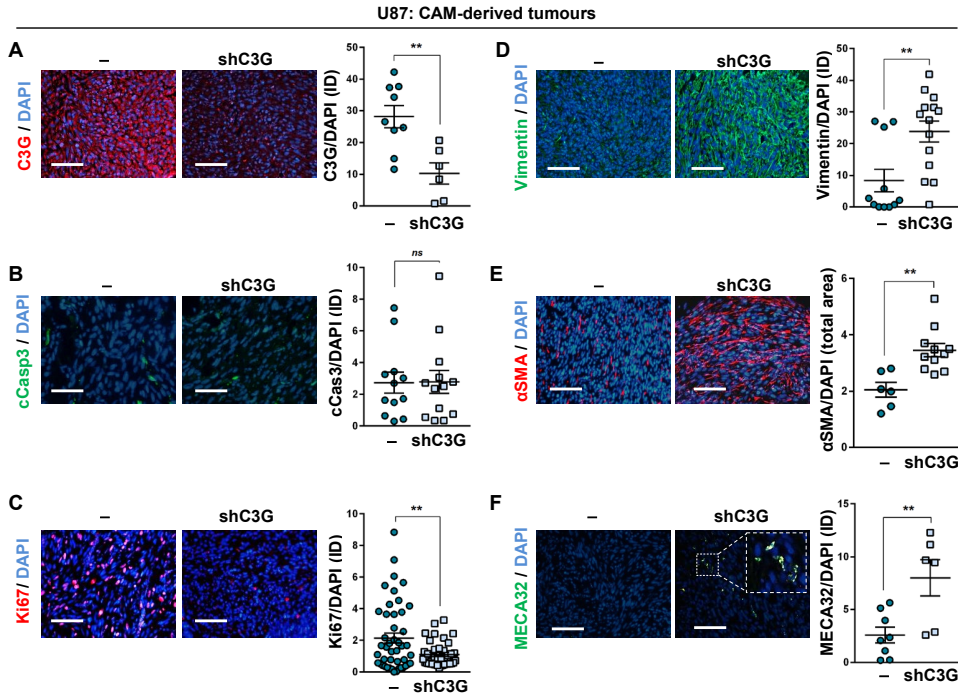 U87: CAM-derived tumours
A
–
shC3G
C3G / DAPI
C3G/DAPI (ID)
50
40
30
20
10
0
**
–
shC3G
B
–
shC3G
cCasp3/ DAPI
cCas3/DAPI (ID)
10
8
6
4
2
0
ns
–
shC3G
C
–
shC3G
Ki67/ DAPI
Ki67/DAPI (ID)
10
8
6
4
2
0
**
–
shC3G
D
–
shC3G
Vimentin/ DAPI
Vimentin/DAPI (ID)
50
40
30
20
10
0
**
–
shC3G
E
–
shC3G
αSMA/ DAPI
αSMA/DAPI (total area)
6
4
2
0
**
–
shC3G
F
–
shC3G
MECA32/ DAPI
MECA32/DAPI (ID)
15
10
5
0
**
–
shC3G